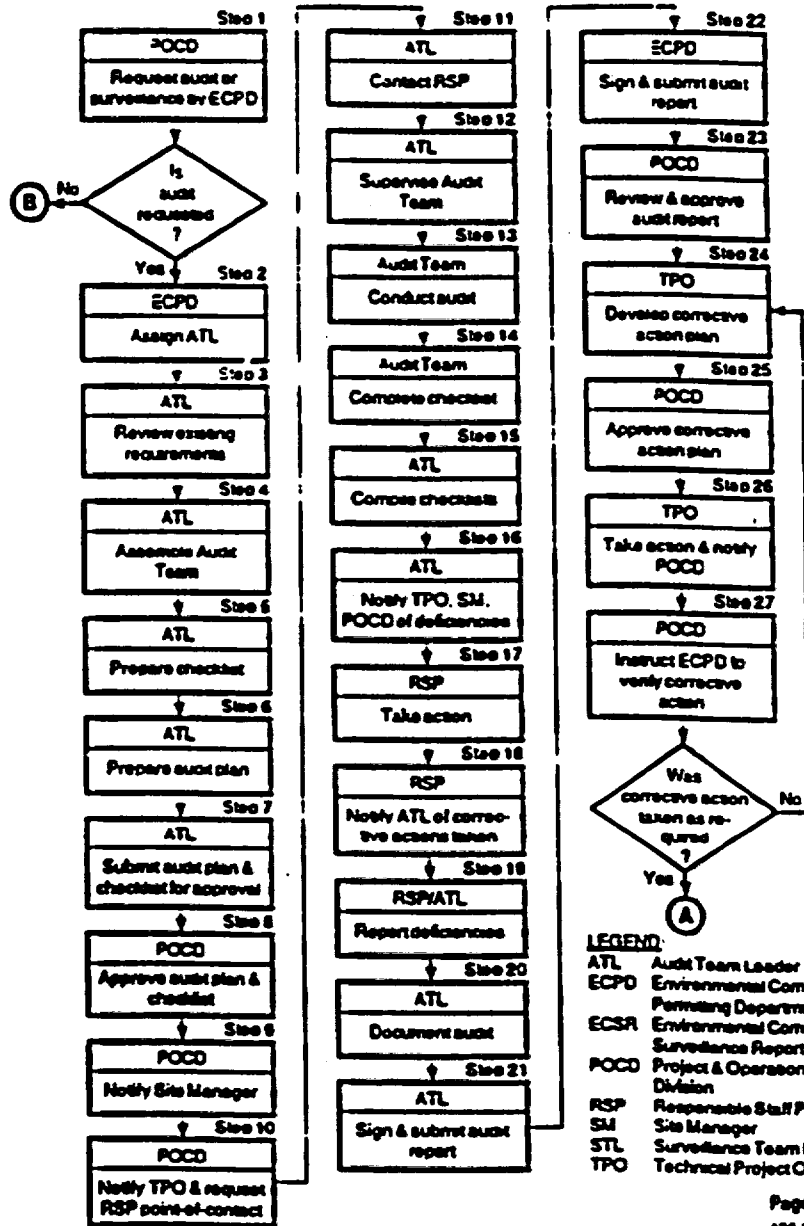 Step 1
POCD
Request audit or
surveillance by ECPD
Is
audit
requested
?
No
B
Yes
Step 2
ECPD
Assign ATL
Step 3
ATL
Review existing
requirements
Step 4
ATL
Assemble Audit
Team
Step 5
ATL
Prepare checklist
Step 6
ATL
Prepare audit plan
Step 7
ATL
Submit audit plan &
checklist for approval
Step 8
POCD
Approve audit plan &
checklist
Step 9
POCD
Notify Site Manager
Step 10
POCD
Notify TPO & request
RSP point-of-contact
Step 11
ATL
Contact RSP
Step 12
ATL
Supervise Audit
Team
Step 13
Audit Team
Conduct audit
Step 14
Audit Team
Complete checklist
Step 15
ATL
Compile checklists
Step 16
ATL
Notify TPO, SM,
POCD of deficiencies
Step 17
RSP
Take action
Step 18
RSP
Notify ATL of correc-
tive actions taken
Step 19
RSP/ATL
Report deficiencies
Step 20
ATL
Document audit
Step 21
ATL
Sign & submit audit
report
Step 22
ECPD
Sign & submit audit
report
Step 23
POCD
Review & approve
audit report
Step 24
TPO
Develop corrective
action plan
Step 25
POCD
Approve corrective
action plan
Step 26
TPO
Take action & notify
POCD
Step 27
POCD
Instruct ECPD to
verify corrective
action
Was
corrective action
taken as re-
quired
?
No
Yes
A
LEGEND:
ATL Audit Team Leader
ECPD Environmental Com
Permitting Departm
ECSR Environmental Com
Surveillance Report
POCD Project & Operation
Division
RSP Responsible Staff P
SM Site Manager
STL Surveillance Team
TPO Technical Project O
Page